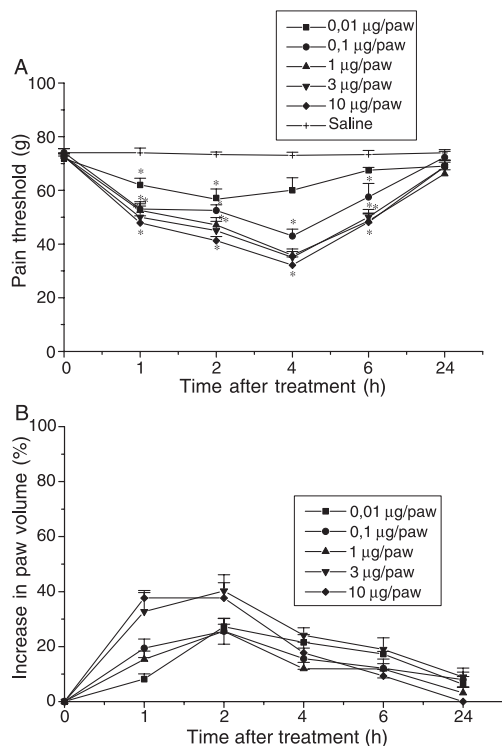 A
Pain threshold (g)
100
80
60
40
20
0
0,01 µg/paw
0,1 µg/paw
1 µg/paw
3 µg/paw
10 µg/paw
Saline
* * * * * * * * * * * *
0 1 2 4 6 24
Time after treatment (h)
B
Increase in paw volume (%)
100
80
60
40
20
0
0,01 µg/paw
0,1 µg/paw
1 µg/paw
3 µg/paw
10 µg/paw
0 1 2 4 6 24
Time after treatment (h)